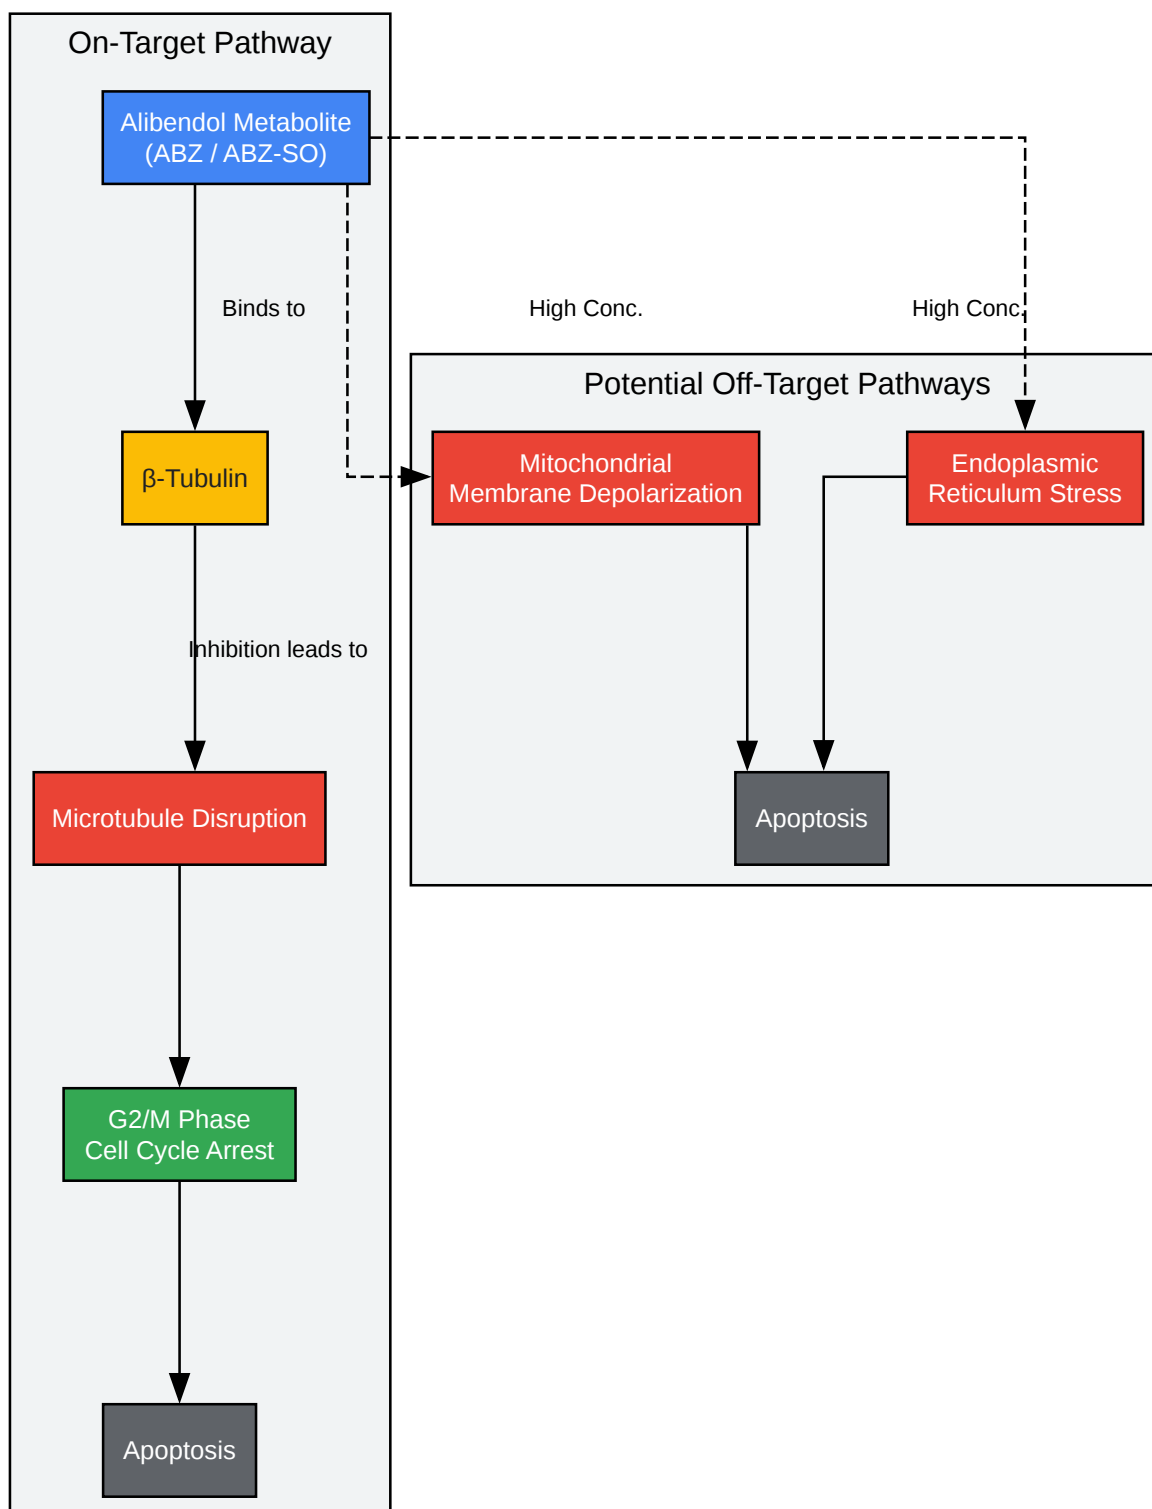 On-Target Pathway
Alibendol Metabolite
(ABZ / ABZ-SO)
Binds to
High Conc.
High Conc.
Potential Off-Target Pathways
β-Tubulin
Mitochondrial
Membrane Depolarization
Endoplasmic
Reticulum Stress
Inhibition leads to
Microtubule Disruption
Apoptosis
G2/M Phase
Cell Cycle Arrest
Apoptosis